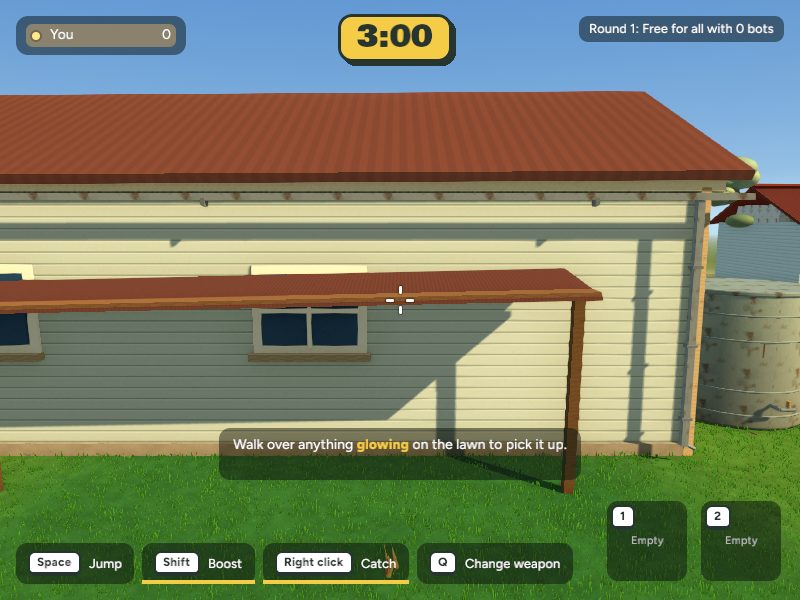 You 0
3:00
Round 1: Free for all with 0 bots
Walk over anything glowing on the lawn to pick it up.
1
Empty
2
Empty
Space Jump
Shift Boost
Right click Catch
Q Change weapon